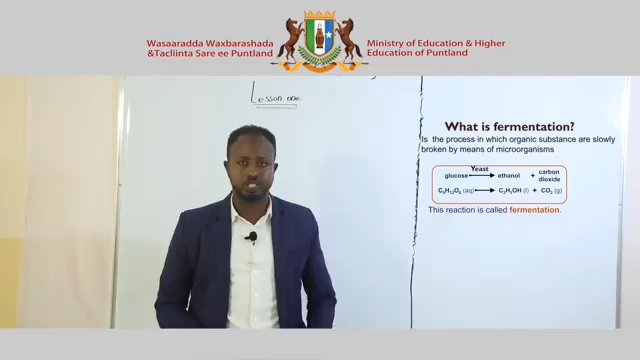 Wasaaradda Waxbarashada
&Tacliinta Sare ee Puntland
Ministry of Education & Higher
Education of Puntland
Lesson one
What is fermentation?
Is the process in which organic substance are slowly
broken by means of microorganisms
Yeast
glucose → ethanol + carbon
dioxide
C₆H₁₂O₆ (aq) → C₂H₅OH (l) + CO₂ (g)
This reaction is called fermentation.